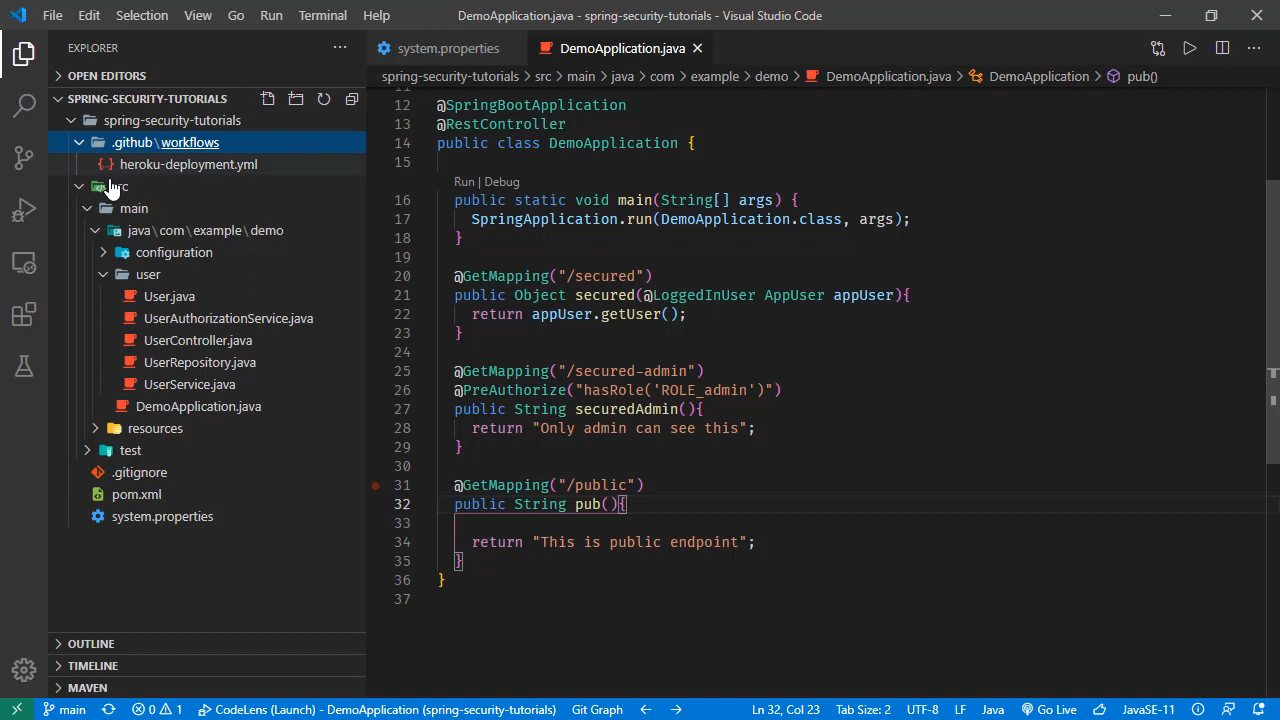 File Edit Selection View Go Run Terminal Help
DemoApplication.java - spring-security-tutorials - Visual Studio Code
EXPLORER
OPEN EDITORS
SPRING-SECURITY-TUTORIALS
spring-security-tutorials
.github\workflows
heroku-deployment.yml
main
java\com\example\demo
configuration
user
User.java
UserAuthorizationService.java
UserController.java
UserRepository.java
UserService.java
DemoApplication.java
resources
test
.gitignore
pom.xml
system.properties
OUTLINE
TIMELINE
MAVEN
system.properties
DemoApplication.java
spring-security-tutorials > src > main > java > com > example > demo > DemoApplication.java > DemoApplication > pub()
11
12 @SpringBootApplication
13 @RestController
14 public class DemoApplication {
15
Run | Debug
16 public static void main(String[] args) {
17 SpringApplication.run(DemoApplication.class, args);
18 }
19
20 @GetMapping("/secured")
21 public Object secured(@LoggedInUser AppUser appUser){
22 return appUser.getUser();
23 }
24
25 @GetMapping("/secured-admin")
26 @PreAuthorize("hasRole('ROLE_admin')")
27 public String securedAdmin(){
28 return "Only admin can see this";
29 }
30
31 @GetMapping("/public")
32 public String pub(){
33
34 return "This is public endpoint";
35 }
36 }
37
main 0 1 CodeLens (Launch) - DemoApplication (spring-security-tutorials) Git Graph Ln 32, Col 23 Tab Size: 2 UTF-8 LF Java Go Live JavaSE-11